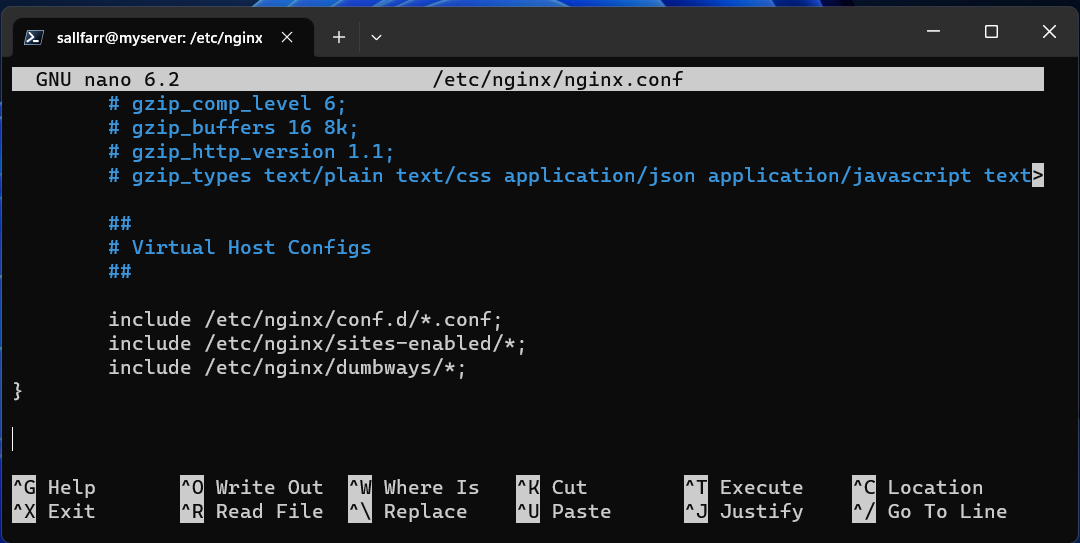 sallfarr@myserver: /etc/nginx
GNU nano 6.2 /etc/nginx/nginx.conf
# gzip_comp_level 6;
# gzip_buffers 16 8k;
# gzip_http_version 1.1;
# gzip_types text/plain text/css application/json application/javascript text>
##
# Virtual Host Configs
##
include /etc/nginx/conf.d/*.conf;
include /etc/nginx/sites-enabled/*;
include /etc/nginx/dumbways/*;
}
^G Help ^O Write Out ^W Where Is ^K Cut ^T Execute ^C Location
^X Exit ^R Read File ^\ Replace ^U Paste ^J Justify ^/ Go To Line